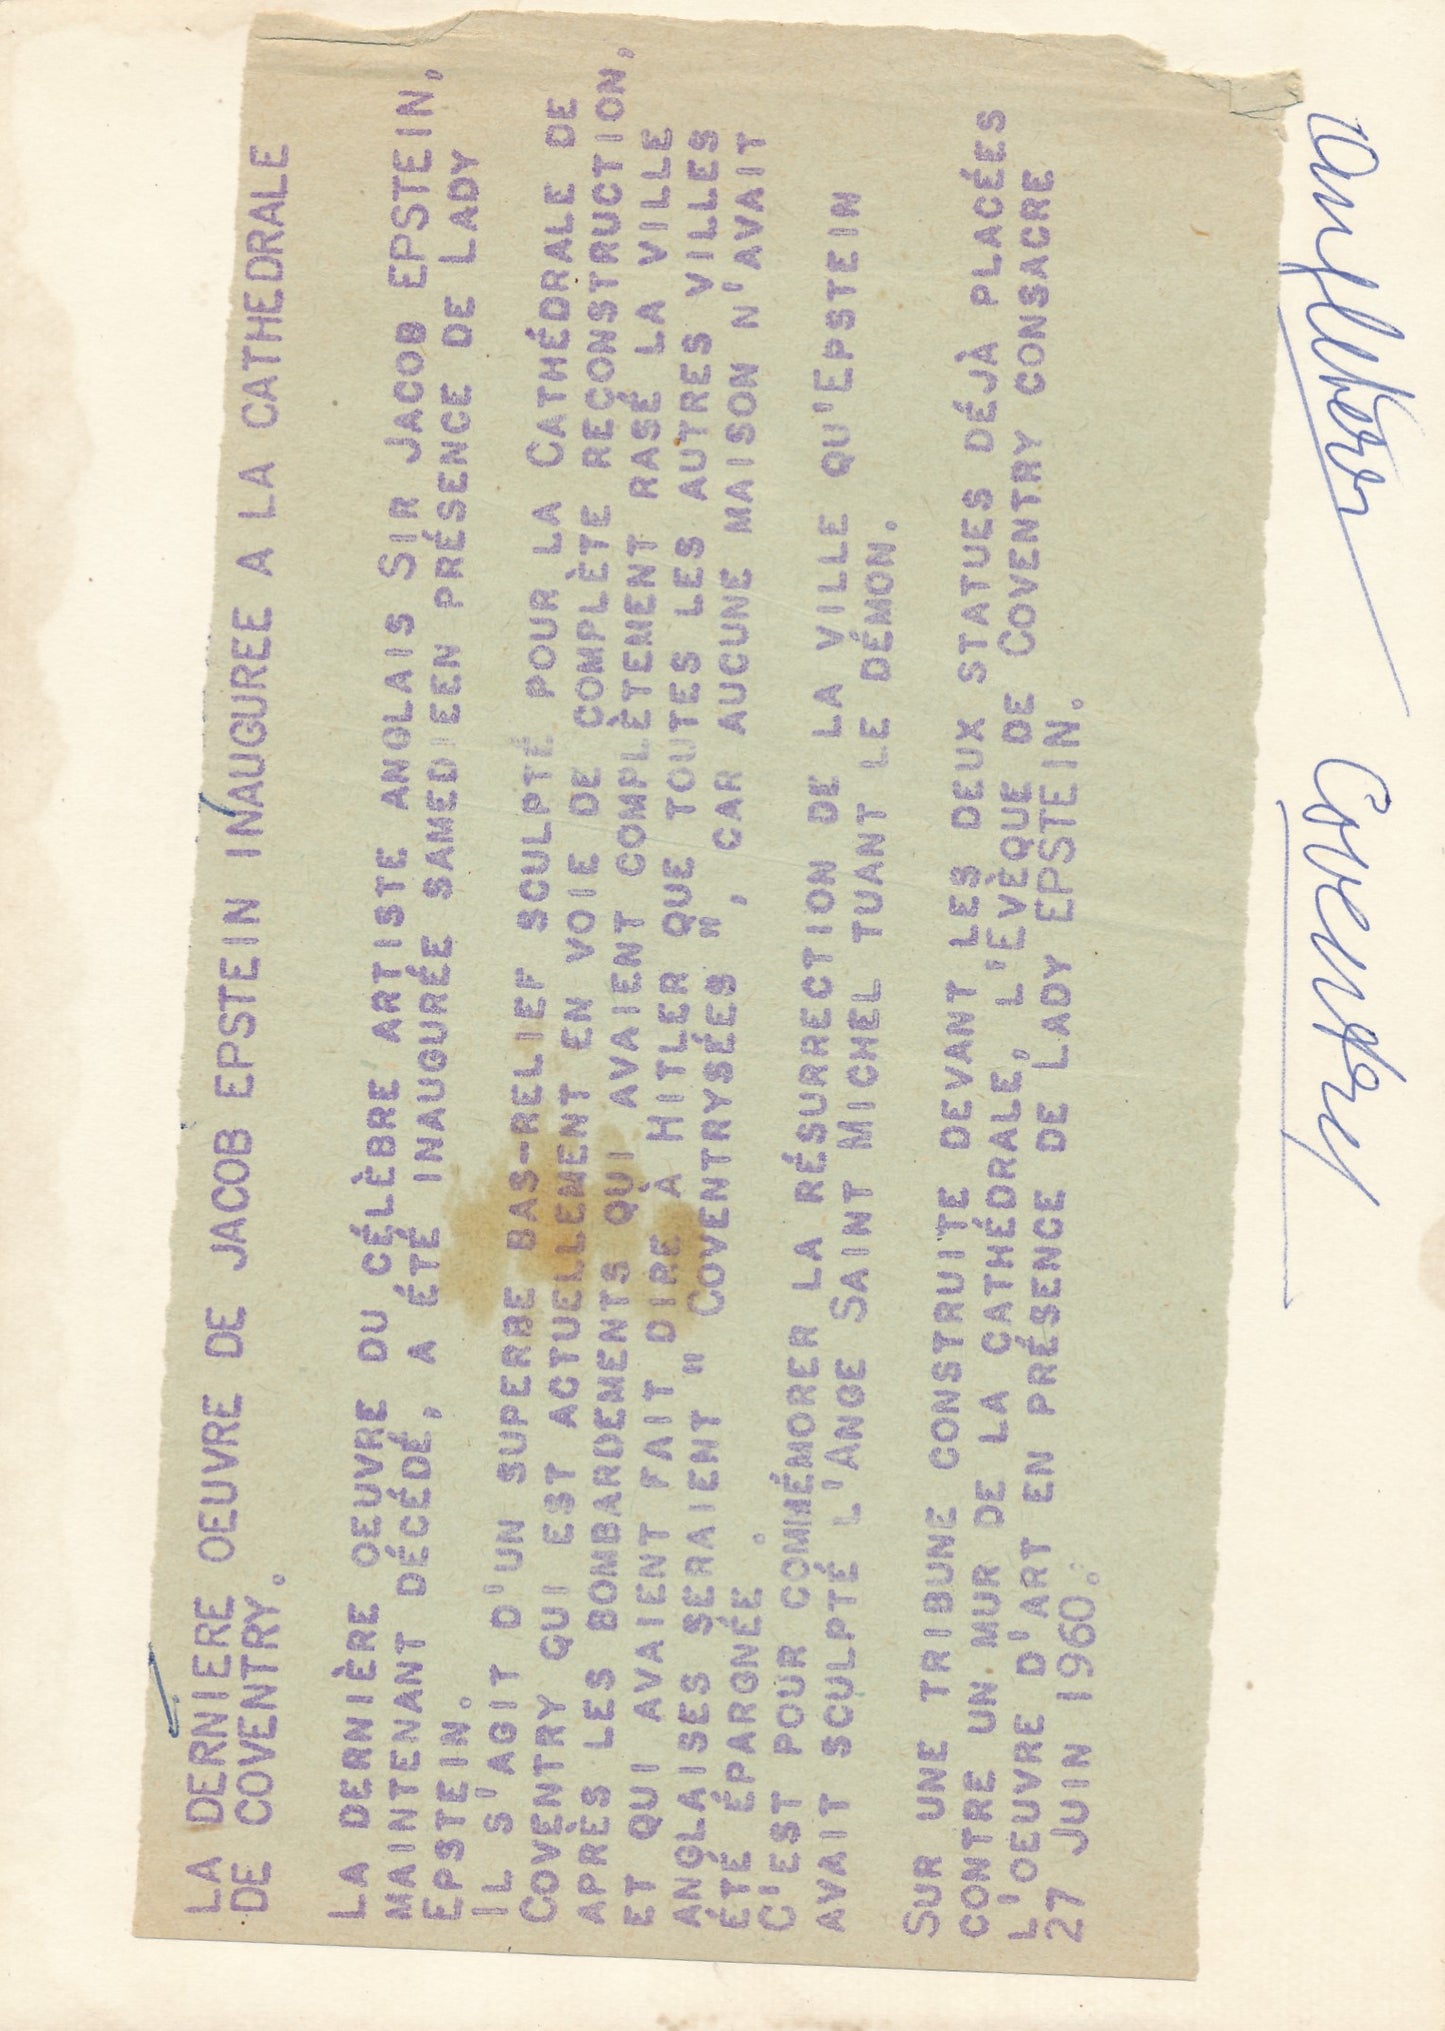 LA DERNIERE OEUVRE DE JACOB EPSTEIN INAUGUREE A LA CATHEDRALE
DE COVENTRY.
LA DERNIÈRE OEUVRE DU CÉLÈBRE ARTISTE ANGLAIS SIR JACOB EPSTEIN,
MAINTENANT DÉCÉDÉ, A ÉTÉ INAUGURÉE SAMEDIEEN PRÉSENCE DE LADY
EPSTEIN.
IL S'AGIT D'UN SUPERBE BAS-RELIEF SCULPTÉ POUR LA CATHÉDRALE DE
COVENTRY QUI EST ACTUELLEMENT EN VOIE DE COMPLÈTE RECONSTRUCTION,
APRÈS LES BOMBARDEMENTS QUI AVAIENT COMPLÈTEMENT RASÉ LA VILLE
ET QUI AVAIENT FAIT DIRE À HITLER QUE TOUTES LES AUTRES VILLES
ANGLAISES SERAIENT " COVENTRYSÉES ", CAR AUCUNE MAISON N'AVAIT
ÉTÉ ÉPARGNÉE .
C'EST POUR COMMÉMORER LA RÉSURRECTION DE LA VILLE QU'EPSTEIN
AVAIT SCULPTÉ L'ANGE SAINT MICHEL TUANT LE DÉMON.
SUR UNE TRIBUNE CONSTRUITE DEVANT LES DEUX STATUES DÉJÀ PLACÉES
CONTRE UN MUR DE LA CATHÉDRALE, L'EVÈQUE DE COVENTRY CONSACRE
L'OEUVRE D'ART EN PRÉSENCE DE LADY EPSTEIN.
27 JUIN 1960.
Coventry